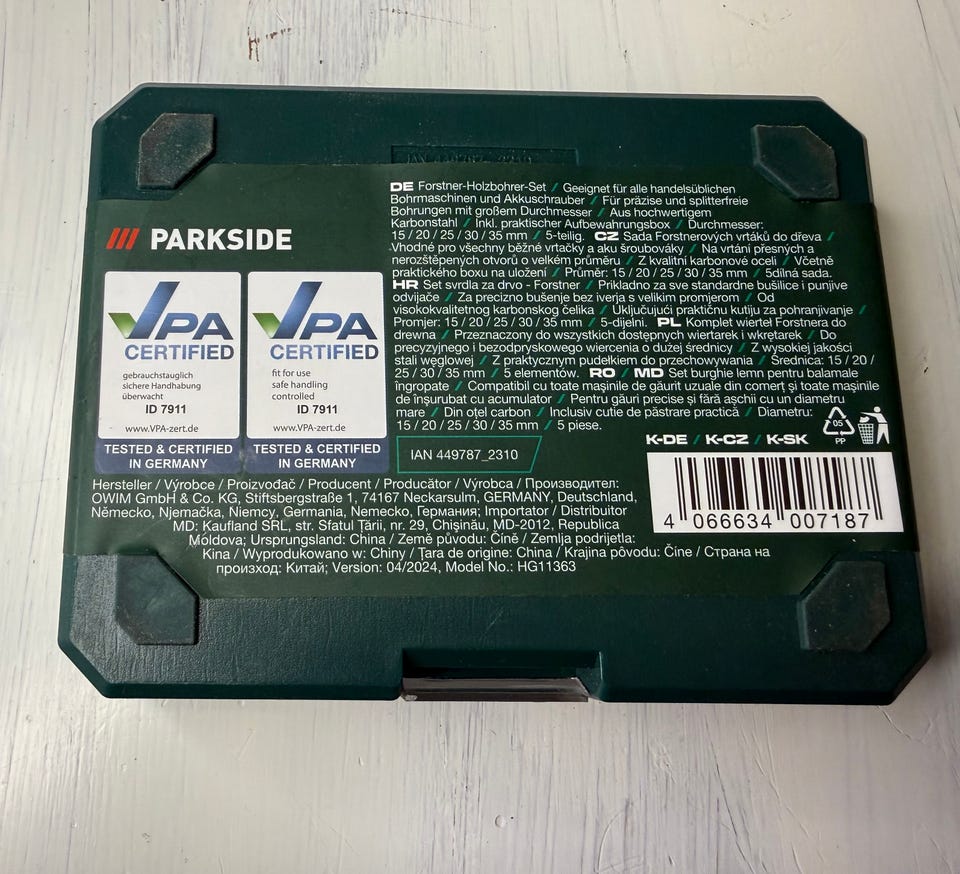 PARKSIDE
VPA
CERTIFIED
gebrauchstauglich
sichere Handhabung
überwacht
ID 7911
www.VPA-zert.de
TESTED & CERTIFIED
IN GERMANY
VPA
CERTIFIED
fit for use
safe handling
controlled
ID 7911
www.VPA-zert.de
TESTED & CERTIFIED
IN GERMANY
IAN 449787_2310
DE Forstner-Holzbohrer-Set / Geeignet für alle handelsüblichen
Bohrmaschinen und Akkuschrauber / Für präzise und splitterfreie
Bohrungen mit großem Durchmesser / Aus hochwertigem
Karbonstahl / Inkl. praktischer Aufbewahrungsbox / Durchmesser:
15 / 20 / 25 / 30 / 35 mm / 5-teilig. CZ Sada Forstnerových vrtáků do dřeva /
Vhodné pro všechny běžné vrtačky a aku šroubováky / Na vrtání přesných a
nerozštěpených otvorů o velkém průměru / Z kvalitní karbonové oceli / Včetně
praktického boxu na uložení / Průměr: 15 / 20 / 25 / 30 / 35 mm / 5dílná sada.
HR Set svrdla za drvo - Forstner / Prikladno za sve standardne bušilice i punjive
odvijače / Za precizno bušenje bez iverja s velikim promjerom / Od
visokokvalitetnog karbonskog čelika / Uključujući praktičnu kutiju za pohranjivanje /
Promjer: 15 / 20 / 25 / 30 / 35 mm / 5-dijelni. PL Komplet wierteł Forstnera do
drewna / Przeznaczony do wszystkich dostępnych wiertarek i wkrętarek / Do
precyzyjnego i bezodpryskowego wiercenia o dużej średnicy / Z wysokiej jakości
stali węglowej / Z praktycznym pudełkiem do przechowywania / Średnica: 15 / 20 /
25 / 30 / 35 mm / 5 elementów. RO / MD Set burghie lemn pentru balamale
îngropate / Compatibil cu toate mașinile de găurit uzuale din comerț și toate mașinile
de înșurubat cu acumulator / Pentru găuri precise și fără așchii cu un diametru
mare / Din oțel carbon / Inclusiv cutie de păstrare practică / Diametru:
15 / 20 / 25 / 30 / 35 mm / 5 piese.
IAN 449787_2310
05
PP
K-DE / K-CZ / K-SK
4 066634 007187
Hersteller / Výrobce / Proizvođač / Producent / Producător / Výrobca / Производител:
OWIM GmbH & Co. KG, Stiftsbergstraße 1, 74167 Neckarsulm, GERMANY, Deutschland,
Německo, Njemačka, Niemcy, Germania, Nemecko, Германия; Importator / Distribuitor
MD: Kaufland SRL, str. Sfatul Țării, nr. 29, Chișinău, MD-2012, Republica
Moldova; Ursprungsland: China / Země původu: Čině / Zemlja podrijetla:
Kina / Wyprodukowano w: Chiny / Țara de origine: China / Krajina pôvodu: Čine / Страна на
произход: Китай; Version: 04/2024, Model No.: HG11363